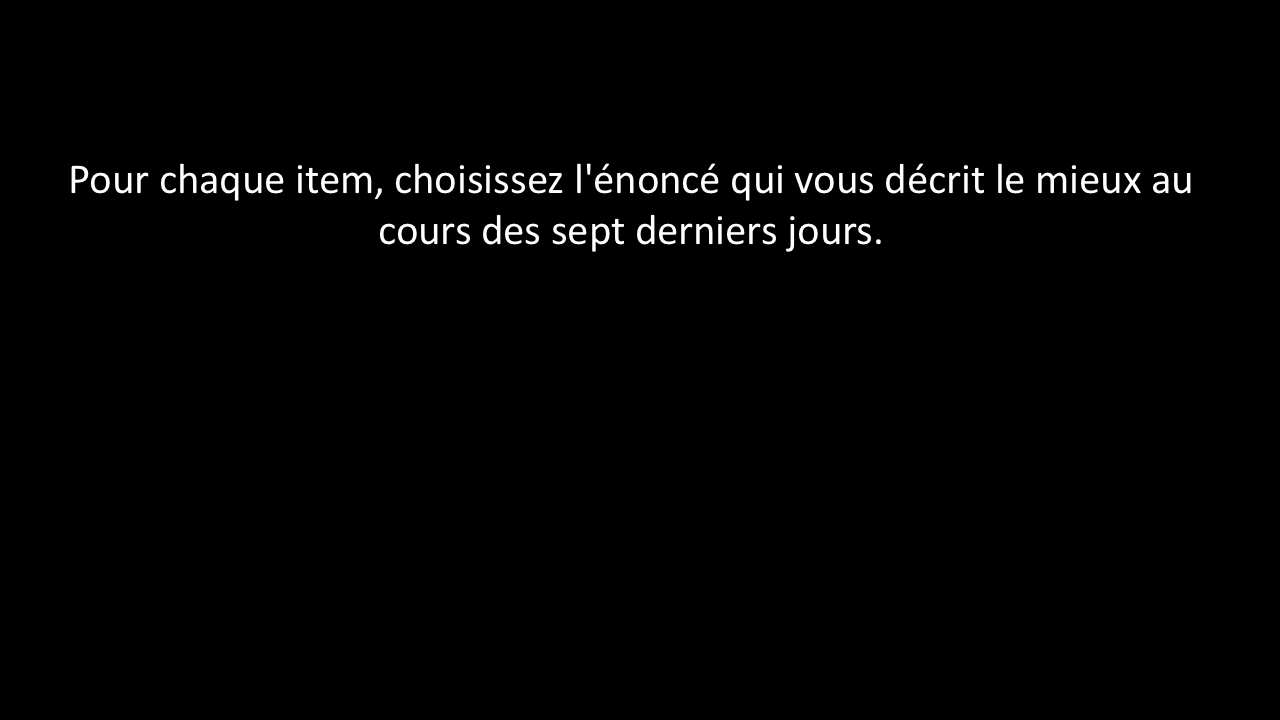 Pour chaque item, choisissez l'énoncé qui vous décrit le mieux au
cours des sept derniers jours.